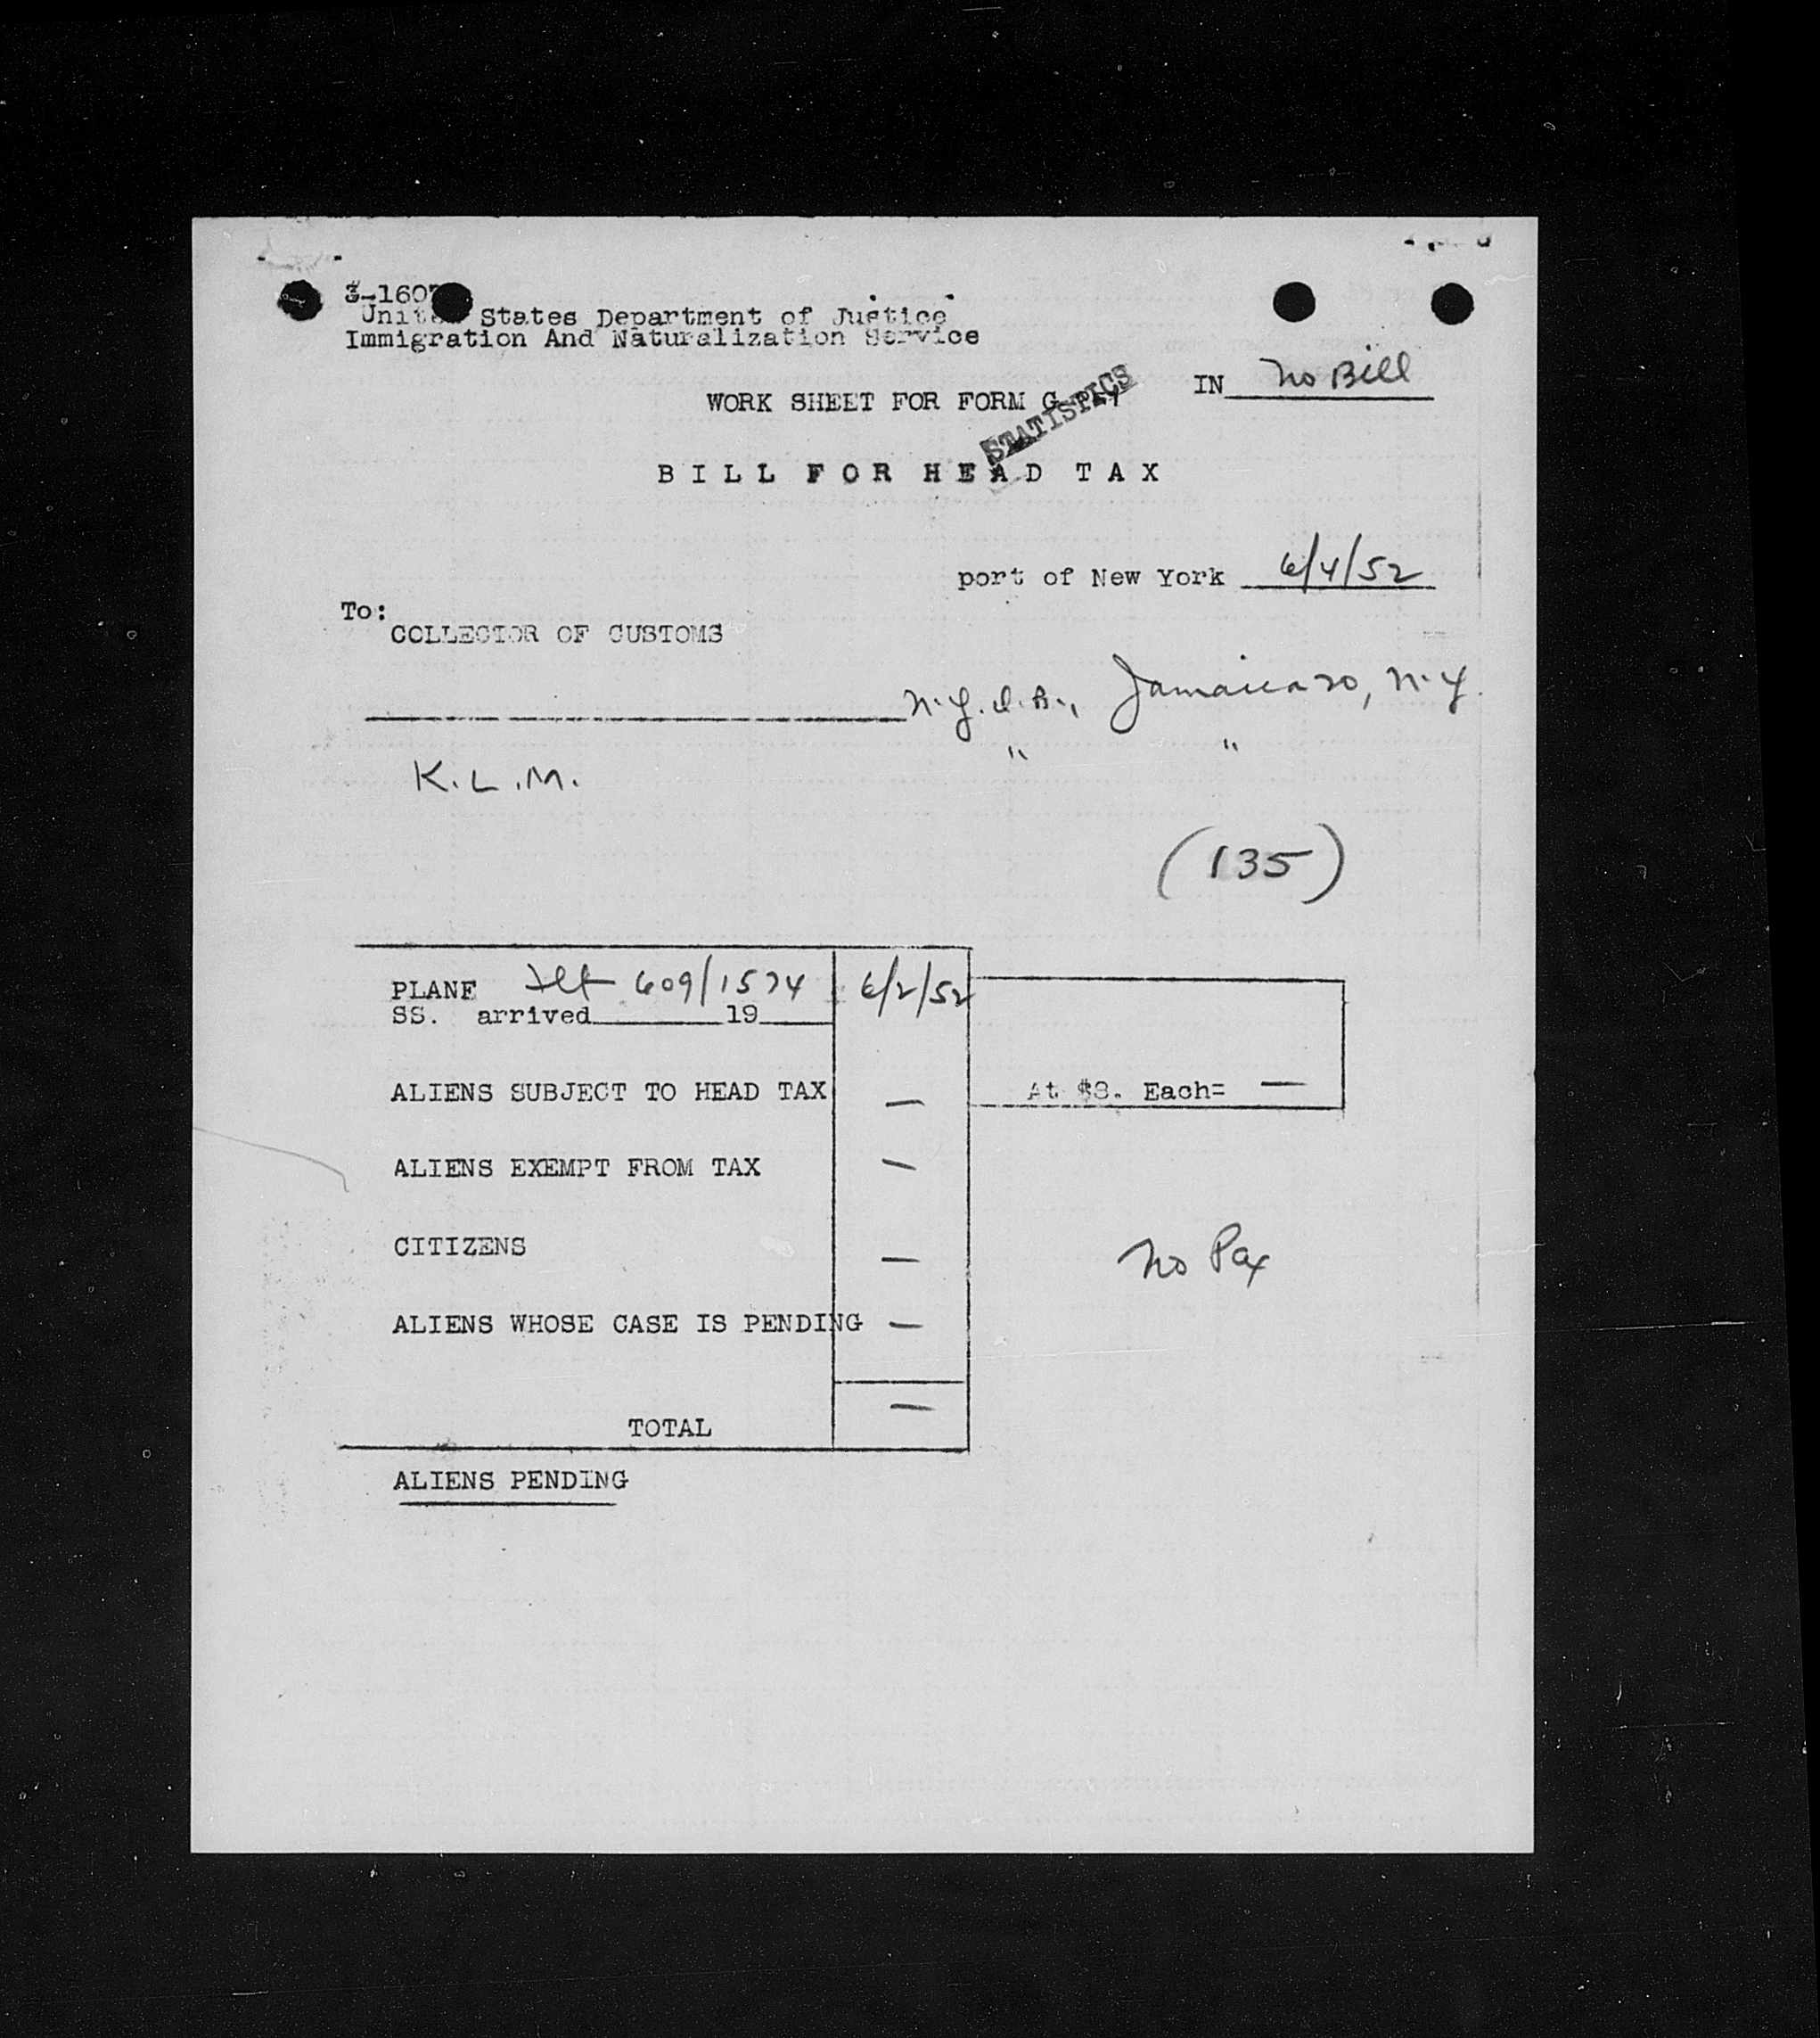 3-1607
United States Department of Justice
Immigration And Naturalization Service
IN No Bill
WORK SHEET FOR FORM G-
STATISTICS
BILL FOR HEAD TAX
port of New York 6/4/52
To:
COLLECTOR OF CUSTOMS
N.Y.I.A., Jamaica 20, N.Y.
" "
K.L.M.
(135)
PLANE Flt 609/1574 6/2/52
SS. arrived 19
ALIENS SUBJECT TO HEAD TAX — At $8. Each= —
ALIENS EXEMPT FROM TAX —
CITIZENS —
No Pax
ALIENS WHOSE CASE IS PENDING —
TOTAL —
ALIENS PENDING